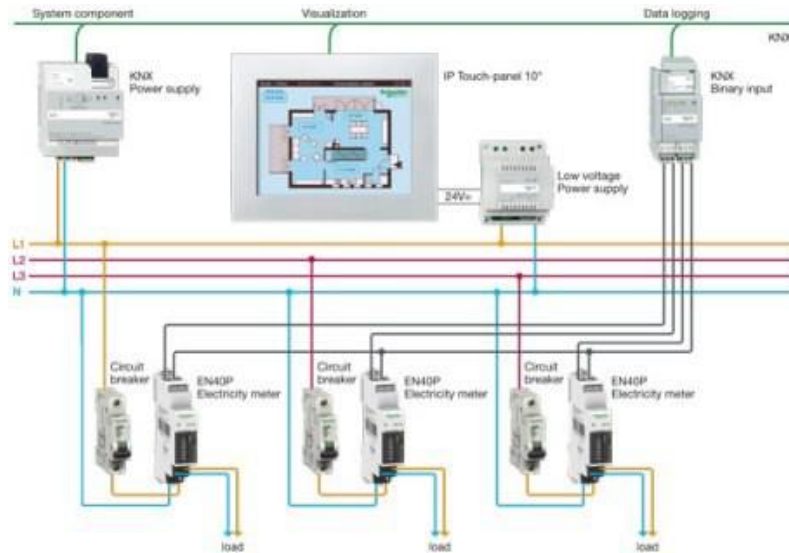 System component
Visualization
Data logging
KNX
KNX
Power supply
IP Touch-panel 10"
KNX
Binary input
Low voltage
Power supply
24V=
L1
L2
L3
N
Circuit
breaker
EN40P
Electricity meter
Circuit
breaker
EN40P
Electricity meter
Circuit
breaker
EN40P
Electricity meter
load
load
load